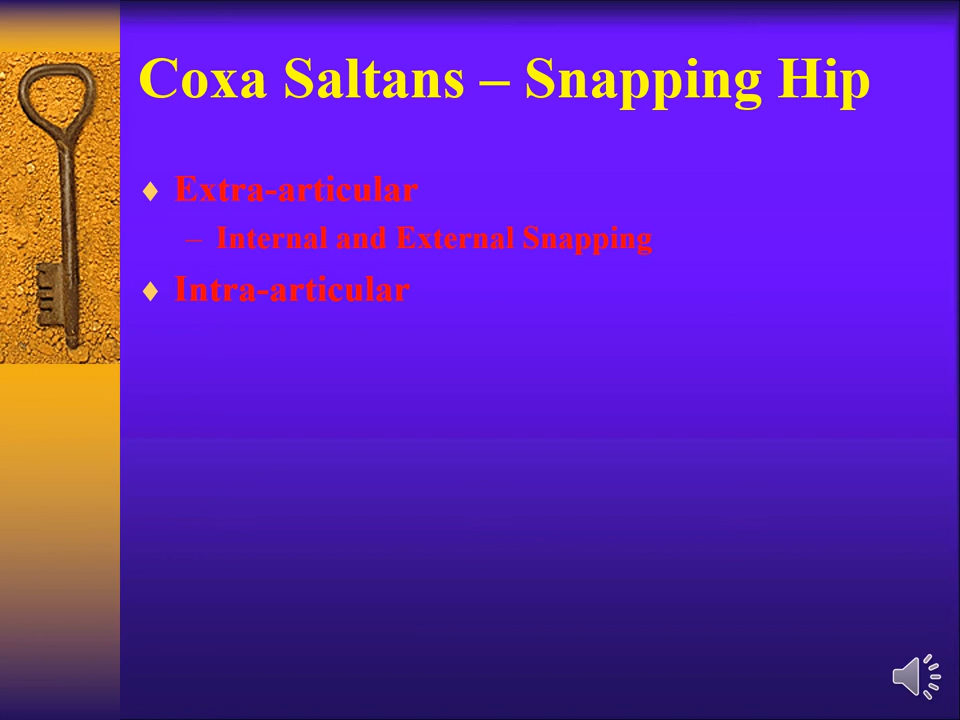 Coxa Saltans – Snapping Hip
♦ Extra-articular
– Internal and External Snapping
♦ Intra-articular